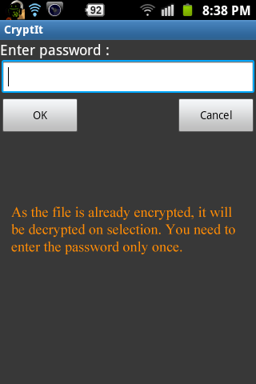 92
8:38 PM
CryptIt
Enter password :
OK
Cancel
As the file is already encrypted, it will
be decrypted on selection. You need to
enter the password only once.